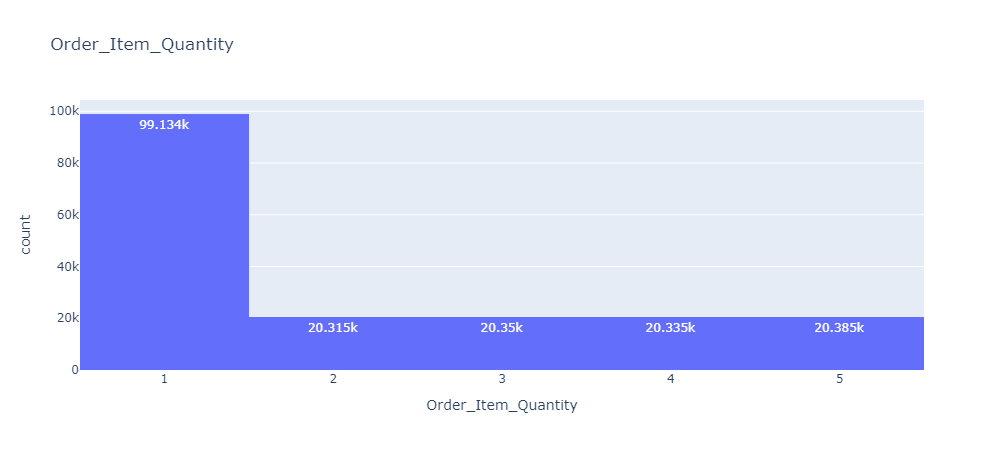 Order_Item_Quantity
100k
99.134k
80k
60k
40k
20k
20.315k
20.35k
20.335k
20.385k
0
count
1
2
3
4
5
Order_Item_Quantity